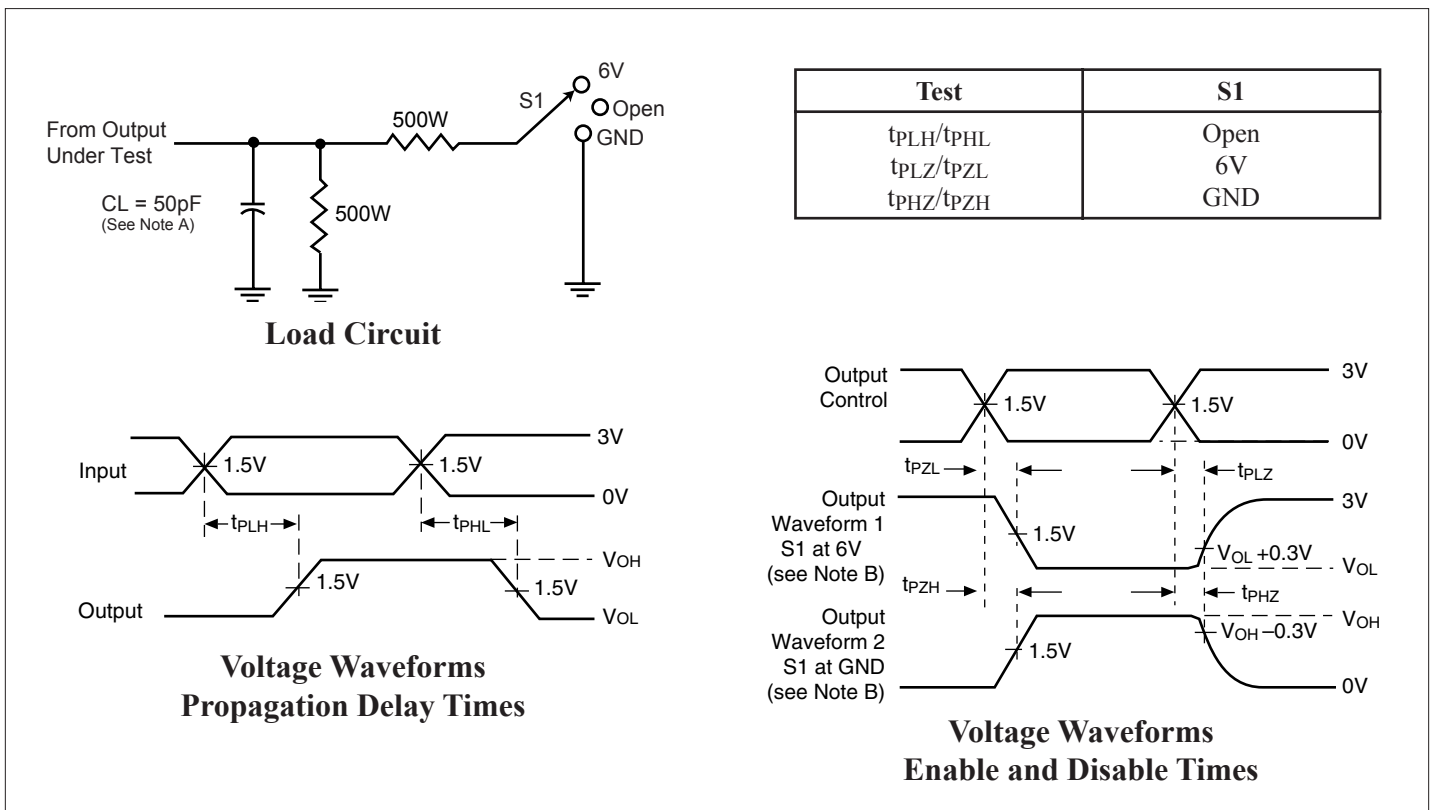 6V
S1
Open
500W
GND
From Output
Under Test
CL = 50pF
(See Note A)
500W
Load Circuit
Test S1
tPLH/tPHL Open
tPLZ/tPZL 6V
tPHZ/tPZH GND
Input
1.5V
1.5V
3V
0V
tPLH
tPHL
VOH
1.5V
1.5V
Output
VOL
Voltage Waveforms
Propagation Delay Times
Output
Control
1.5V
1.5V
3V
0V
tPZL
tPLZ
Output
Waveform 1
S1 at 6V
(see Note B)
3V
1.5V
VOL +0.3V
VOL
tPZH
tPHZ
Output
Waveform 2
S1 at GND
(see Note B)
VOH
VOH –0.3V
1.5V
0V
Voltage Waveforms
Enable and Disable Times